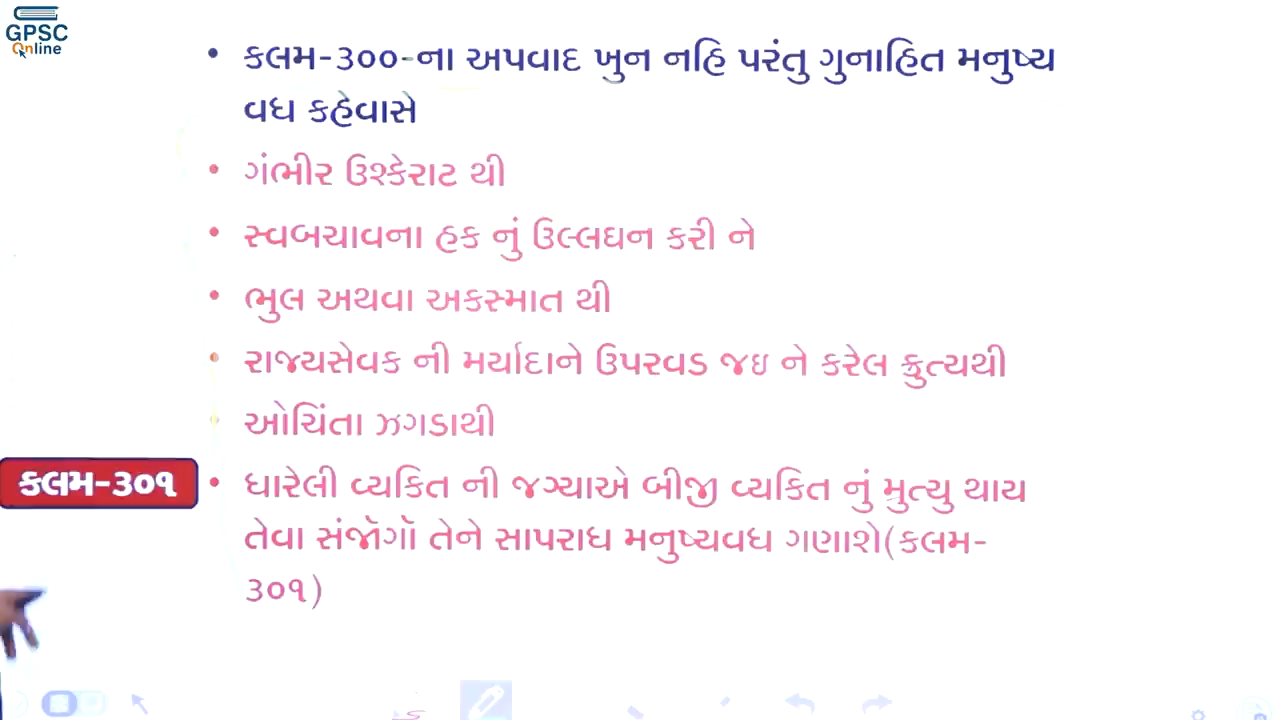 GPSC
Online
• કલમ-૩૦૦-ના અપવાદ ખુન નહિ પરંતુ ગુનાહિત મનુષ્ય
વધ કહેવાસે
• ગંભીર ઉશ્કેરાટ થી
• સ્વબચાવના હક નું ઉલ્લઘન કરી ને
• ભુલ અથવા અકસ્માત થી
• રાજ્યસેવક ની મર્યાદાને ઉપરવડ જઇ ને કરેલ ક્રુત્યથી
• ઓચિંતા ઝગડાથી
કલમ-૩૦૧
• ધારેલી વ્યકિત ની જગ્યાએ બીજી વ્યકિત નું મ્રુત્યુ થાય
તેવા સંજૉગૉ તેને સાપરાધ મનુષ્યવધ ગણાશે(કલમ-
૩૦૧)